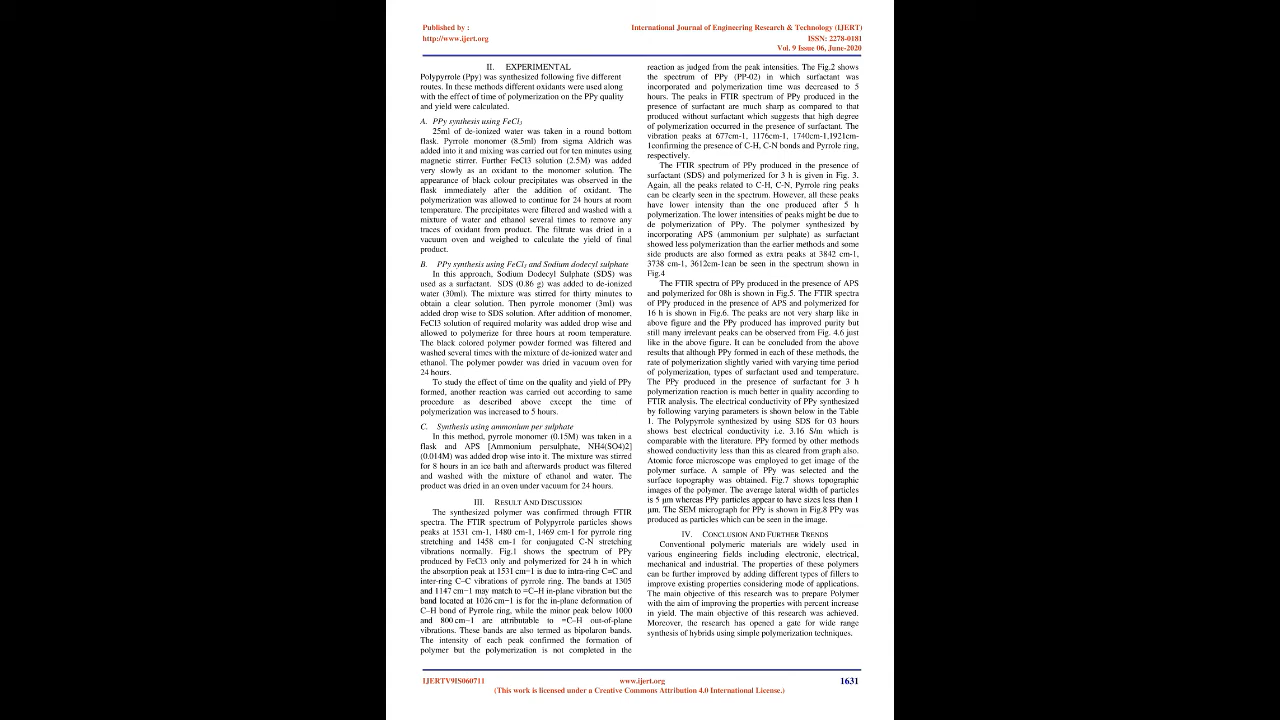 Published by :
http://www.ijert.org
International Journal of Engineering Research & Technology (IJERT)
ISSN: 2278-0181
Vol. 9 Issue 06, June-2020
II. EXPERIMENTAL
Polypyrrole (Ppy) was synthesized following five different
routes. In these methods different oxidants were used along
with the effect of time of polymerization on the PPy quality
and yield were calculated.
A. PPy synthesis using FeCl3
25ml of de-ionized water was taken in a round bottom
flask. Pyrrole monomer (8.5ml) from sigma Aldrich was
added into it and mixing was carried out for ten minutes using
magnetic stirrer. Further FeCl3 solution (2.5M) was added
very slowly as an oxidant to the monomer solution. The
appearance of black colour precipitates was observed in the
flask immediately after the addition of oxidant. The
polymerization was allowed to continue for 24 hours at room
temperature. The precipitates were filtered and washed with a
mixture of water and ethanol several times to remove any
traces of oxidant from product. The filtrate was dried in a
vacuum oven and weighed to calculate the yield of final
product.
B. PPy synthesis using FeCl3 and Sodium dodecyl sulphate
In this approach, Sodium Dodecyl Sulphate (SDS) was
used as a surfactant. SDS (0.86 g) was added to de-ionized
water (30ml). The mixture was stirred for thirty minutes to
obtain a clear solution. Then pyrrole monomer (3ml) was
added drop wise to SDS solution. After addition of monomer,
FeCl3 solution of required molarity was added drop wise and
allowed to polymerize for three hours at room temperature.
The black colored polymer powder formed was filtered and
washed several times with the mixture of de-ionized water and
ethanol. The polymer powder was dried in vacuum oven for
24 hours.
To study the effect of time on the quality and yield of PPy
formed, another reaction was carried out according to same
procedure as described above except the time of
polymerization was increased to 5 hours.
C. Synthesis using ammonium per sulphate
In this method, pyrrole monomer (0.15M) was taken in a
flask and APS [Ammonium persulphate, NH4(SO4)2]
(0.014M) was added drop wise into it. The mixture was stirred
for 8 hours in an ice bath and afterwards product was filtered
and washed with the mixture of ethanol and water. The
product was dried in an oven under vacuum for 24 hours.
III. RESULT AND DISCUSSION
The synthesized polymer was confirmed through FTIR
spectra. The FTIR spectrum of Polypyrrole particles shows
peaks at 1531 cm-1, 1480 cm-1, 1469 cm-1 for pyrrole ring
stretching and 1458 cm-1 for conjugated C-N stretching
vibrations normally. Fig.1 shows the spectrum of PPy
produced by FeCl3 only and polymerized for 24 h in which
the absorption peak at 1531 cm−1 is due to intra-ring C=C and
inter-ring C–C vibrations of pyrrole ring. The bands at 1305
and 1147 cm−1 may match to =C–H in-plane vibration but the
band located at 1026 cm−1 is for the in-plane deformation of
C–H bond of Pyrrole ring, while the minor peak below 1000
and 800 cm−1 are attributable to =C–H out-of-plane
vibrations. These bands are also termed as bipolaron bands.
The intensity of each peak confirmed the formation of
polymer but the polymerization is not completed in the
reaction as judged from the peak intensities. The Fig.2 shows
the spectrum of PPy (PP-02) in which surfactant was
incorporated and polymerization time was decreased to 5
hours. The peaks in FTIR spectrum of PPy produced in the
presence of surfactant are much sharp as compared to that
produced without surfactant which suggests that high degree
of polymerization occurred in the presence of surfactant. The
vibration peaks at 677cm-1, 1176cm-1, 1740cm-1,1921cm-
1confirming the presence of C-H, C-N bonds and Pyrrole ring,
respectively.
The FTIR spectrum of PPy produced in the presence of
surfactant (SDS) and polymerized for 3 h is given in Fig. 3.
Again, all the peaks related to C-H, C-N, Pyrrole ring peaks
can be clearly seen in the spectrum. However, all these peaks
have lower intensity than the one produced after 5 h
polymerization. The lower intensities of peaks might be due to
de polymerization of PPy. The polymer synthesized by
incorporating APS (ammonium per sulphate) as surfactant
showed less polymerization than the earlier methods and some
side products are also formed as extra peaks at 3842 cm-1,
3738 cm-1, 3612cm-1can be seen in the spectrum shown in
Fig.4
The FTIR spectra of PPy produced in the presence of APS
and polymerized for 08h is shown in Fig.5. The FTIR spectra
of PPy produced in the presence of APS and polymerized for
16 h is shown in Fig.6. The peaks are not very sharp like in
above figure and the PPy produced has improved purity but
still many irrelevant peaks can be observed from Fig. 4.6 just
like in the above figure. It can be concluded from the above
results that although PPy formed in each of these methods, the
rate of polymerization slightly varied with varying time period
of polymerization, types of surfactant used and temperature.
The PPy produced in the presence of surfactant for 3 h
polymerization reaction is much better in quality according to
FTIR analysis. The electrical conductivity of PPy synthesized
by following varying parameters is shown below in the Table
1. The Polypyrrole synthesized by using SDS for 03 hours
shows best electrical conductivity i.e. 3.16 S/m which is
comparable with the literature. PPy formed by other methods
showed conductivity less than this as cleared from graph also.
Atomic force microscope was employed to get image of the
polymer surface. A sample of PPy was selected and the
surface topography was obtained. Fig.7 shows topographic
images of the polymer. The average lateral width of particles
is 5 μm whereas PPy particles appear to have sizes less than 1
μm. The SEM micrograph for PPy is shown in Fig.8 PPy was
produced as particles which can be seen in the image.
IV. CONCLUSION AND FURTHER TRENDS
Conventional polymeric materials are widely used in
various engineering fields including electronic, electrical,
mechanical and industrial. The properties of these polymers
can be further improved by adding different types of fillers to
improve existing properties considering mode of applications.
The main objective of this research was to prepare Polymer
with the aim of improving the properties with percent increase
in yield. The main objective of this research was achieved.
Moreover, the research has opened a gate for wide range
synthesis of hybrids using simple polymerization techniques.
IJERTV9IS060711
www.ijert.org
1631
(This work is licensed under a Creative Commons Attribution 4.0 International License.)